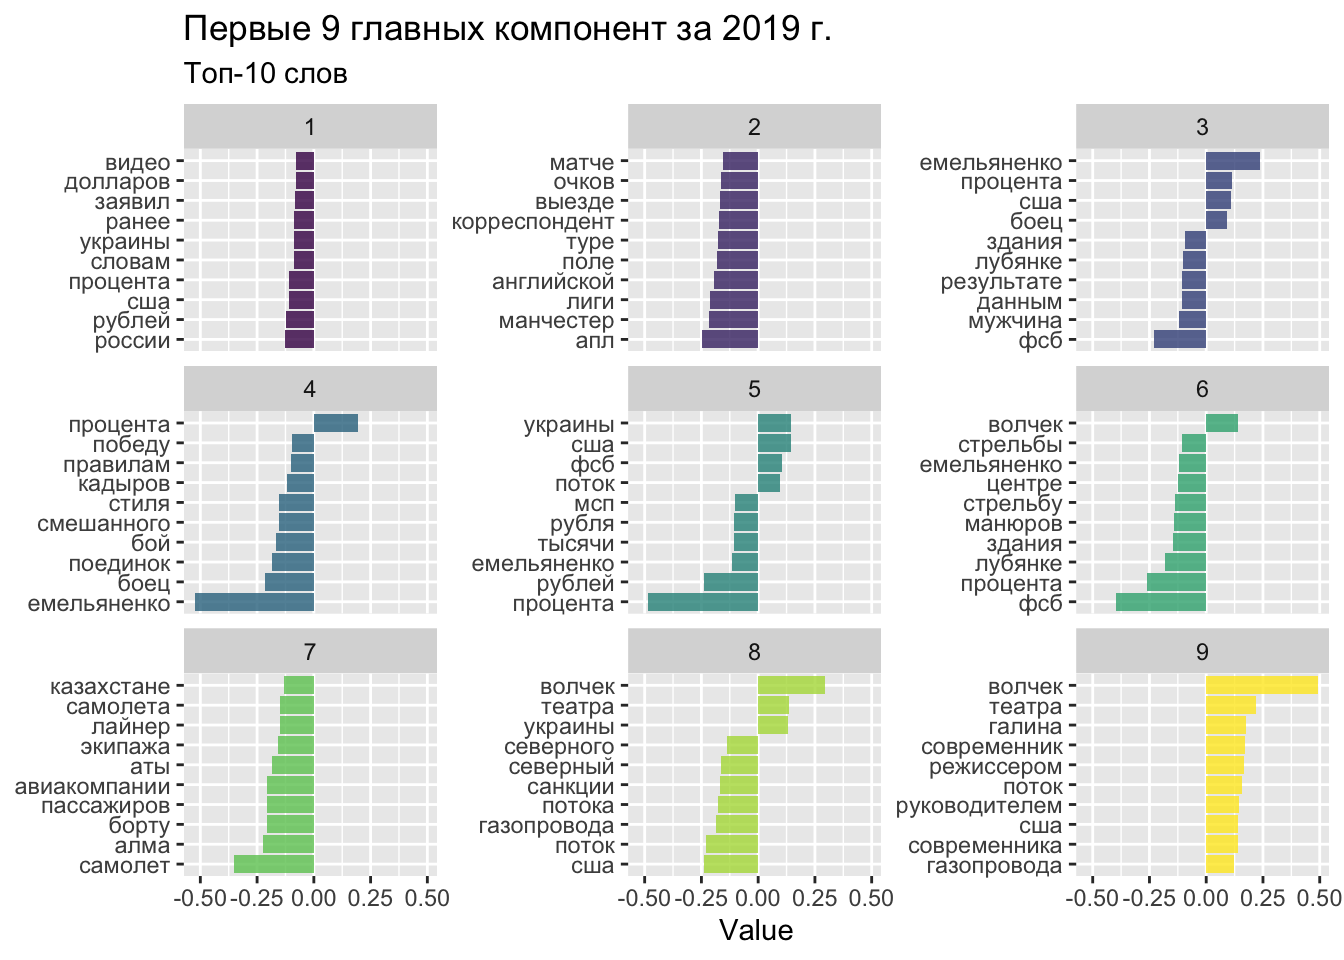 Первые 9 главных компонент за 2019 г.
Топ-10 слов
1
видео
долларов
заявил
ранее
украины
словам
процента
сша
рублей
россии
2
матче
очков
выезде
корреспондент
туре
поле
английской
лиги
манчестер
апл
3
емельяненко
процента
сша
боец
здания
лубянке
результате
данным
мужчина
фсб
4
процента
победу
правилам
кадыров
стиля
смешанного
бой
поединок
боец
емельяненко
5
украины
сша
фсб
поток
мсп
рубля
тысячи
емельяненко
рублей
процента
6
волчек
стрельбы
емельяненко
центре
стрельбу
манюров
здания
лубянке
процента
фсб
7
казахстане
самолета
лайнер
экипажа
аты
авиакомпании
пассажиров
борту
алма
самолет
8
волчек
театра
украины
северного
северный
санкции
потока
газопровода
поток
сша
9
волчек
театра
галина
современник
режиссером
поток
руководителем
сша
современника
газопровода
-0.50 -0.25 0.00 0.25 0.50
-0.50 -0.25 0.00 0.25 0.50
-0.50 -0.25 0.00 0.25 0.50
Value